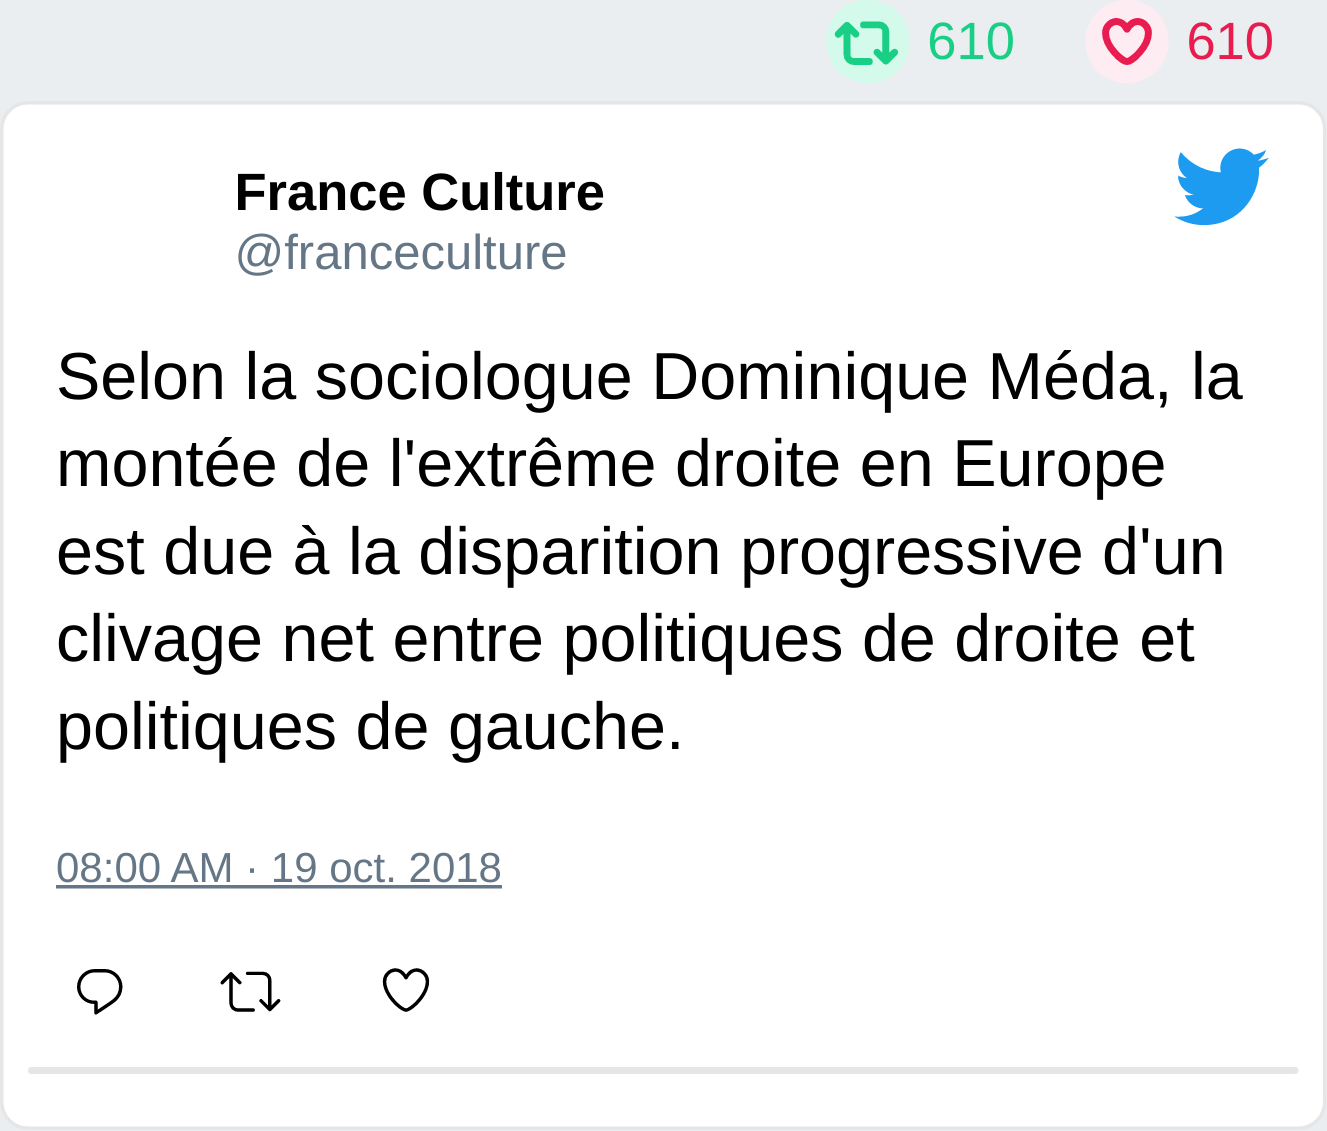 610 610
France Culture
@franceculture
Selon la sociologue Dominique Méda, la
montée de l'extrême droite en Europe
est due à la disparition progressive d'un
clivage net entre politiques de droite et
politiques de gauche.
08:00 AM · 19 oct. 2018